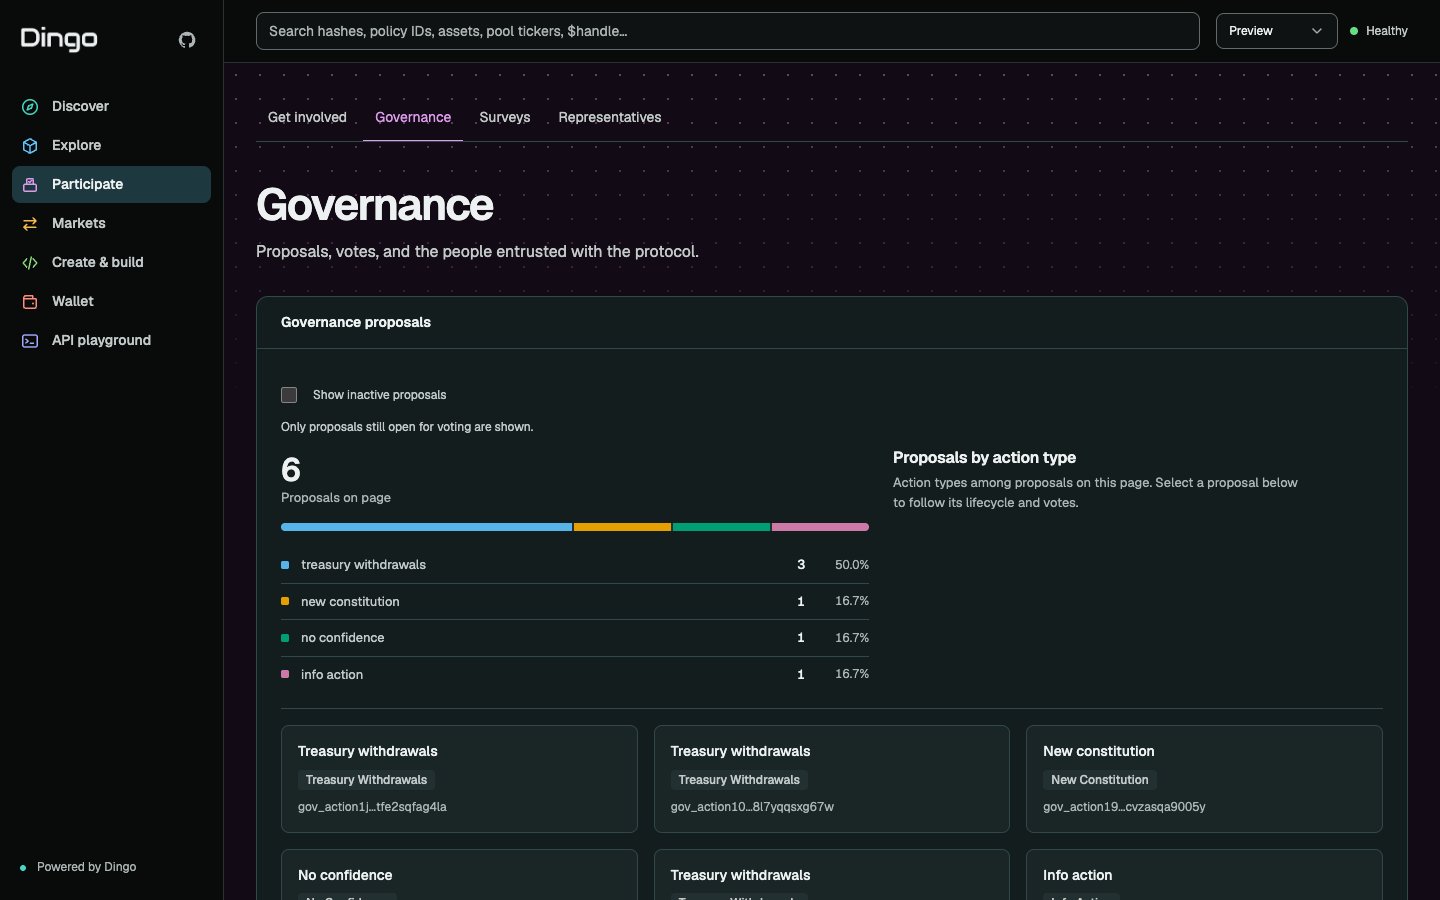 Dingo
Search hashes, policy IDs, assets, pool tickers, $handle...
Preview
Healthy
Discover
Explore
Participate
Markets
Create & build
Wallet
API playground
Powered by Dingo
Get involved
Governance
Surveys
Representatives
Governance
Proposals, votes, and the people entrusted with the protocol.
Governance proposals
Show inactive proposals
Only proposals still open for voting are shown.
6
Proposals on page
treasury withdrawals 3 50.0%
new constitution 1 16.7%
no confidence 1 16.7%
info action 1 16.7%
Proposals by action type
Action types among proposals on this page. Select a proposal below
to follow its lifecycle and votes.
Treasury withdrawals
Treasury Withdrawals
gov_action1j...tfe2sqfag4la
Treasury withdrawals
Treasury Withdrawals
gov_action10...8l7yqqsxg67w
New constitution
New Constitution
gov_action19...cvzasqa9005y
No confidence
Treasury withdrawals
Info action